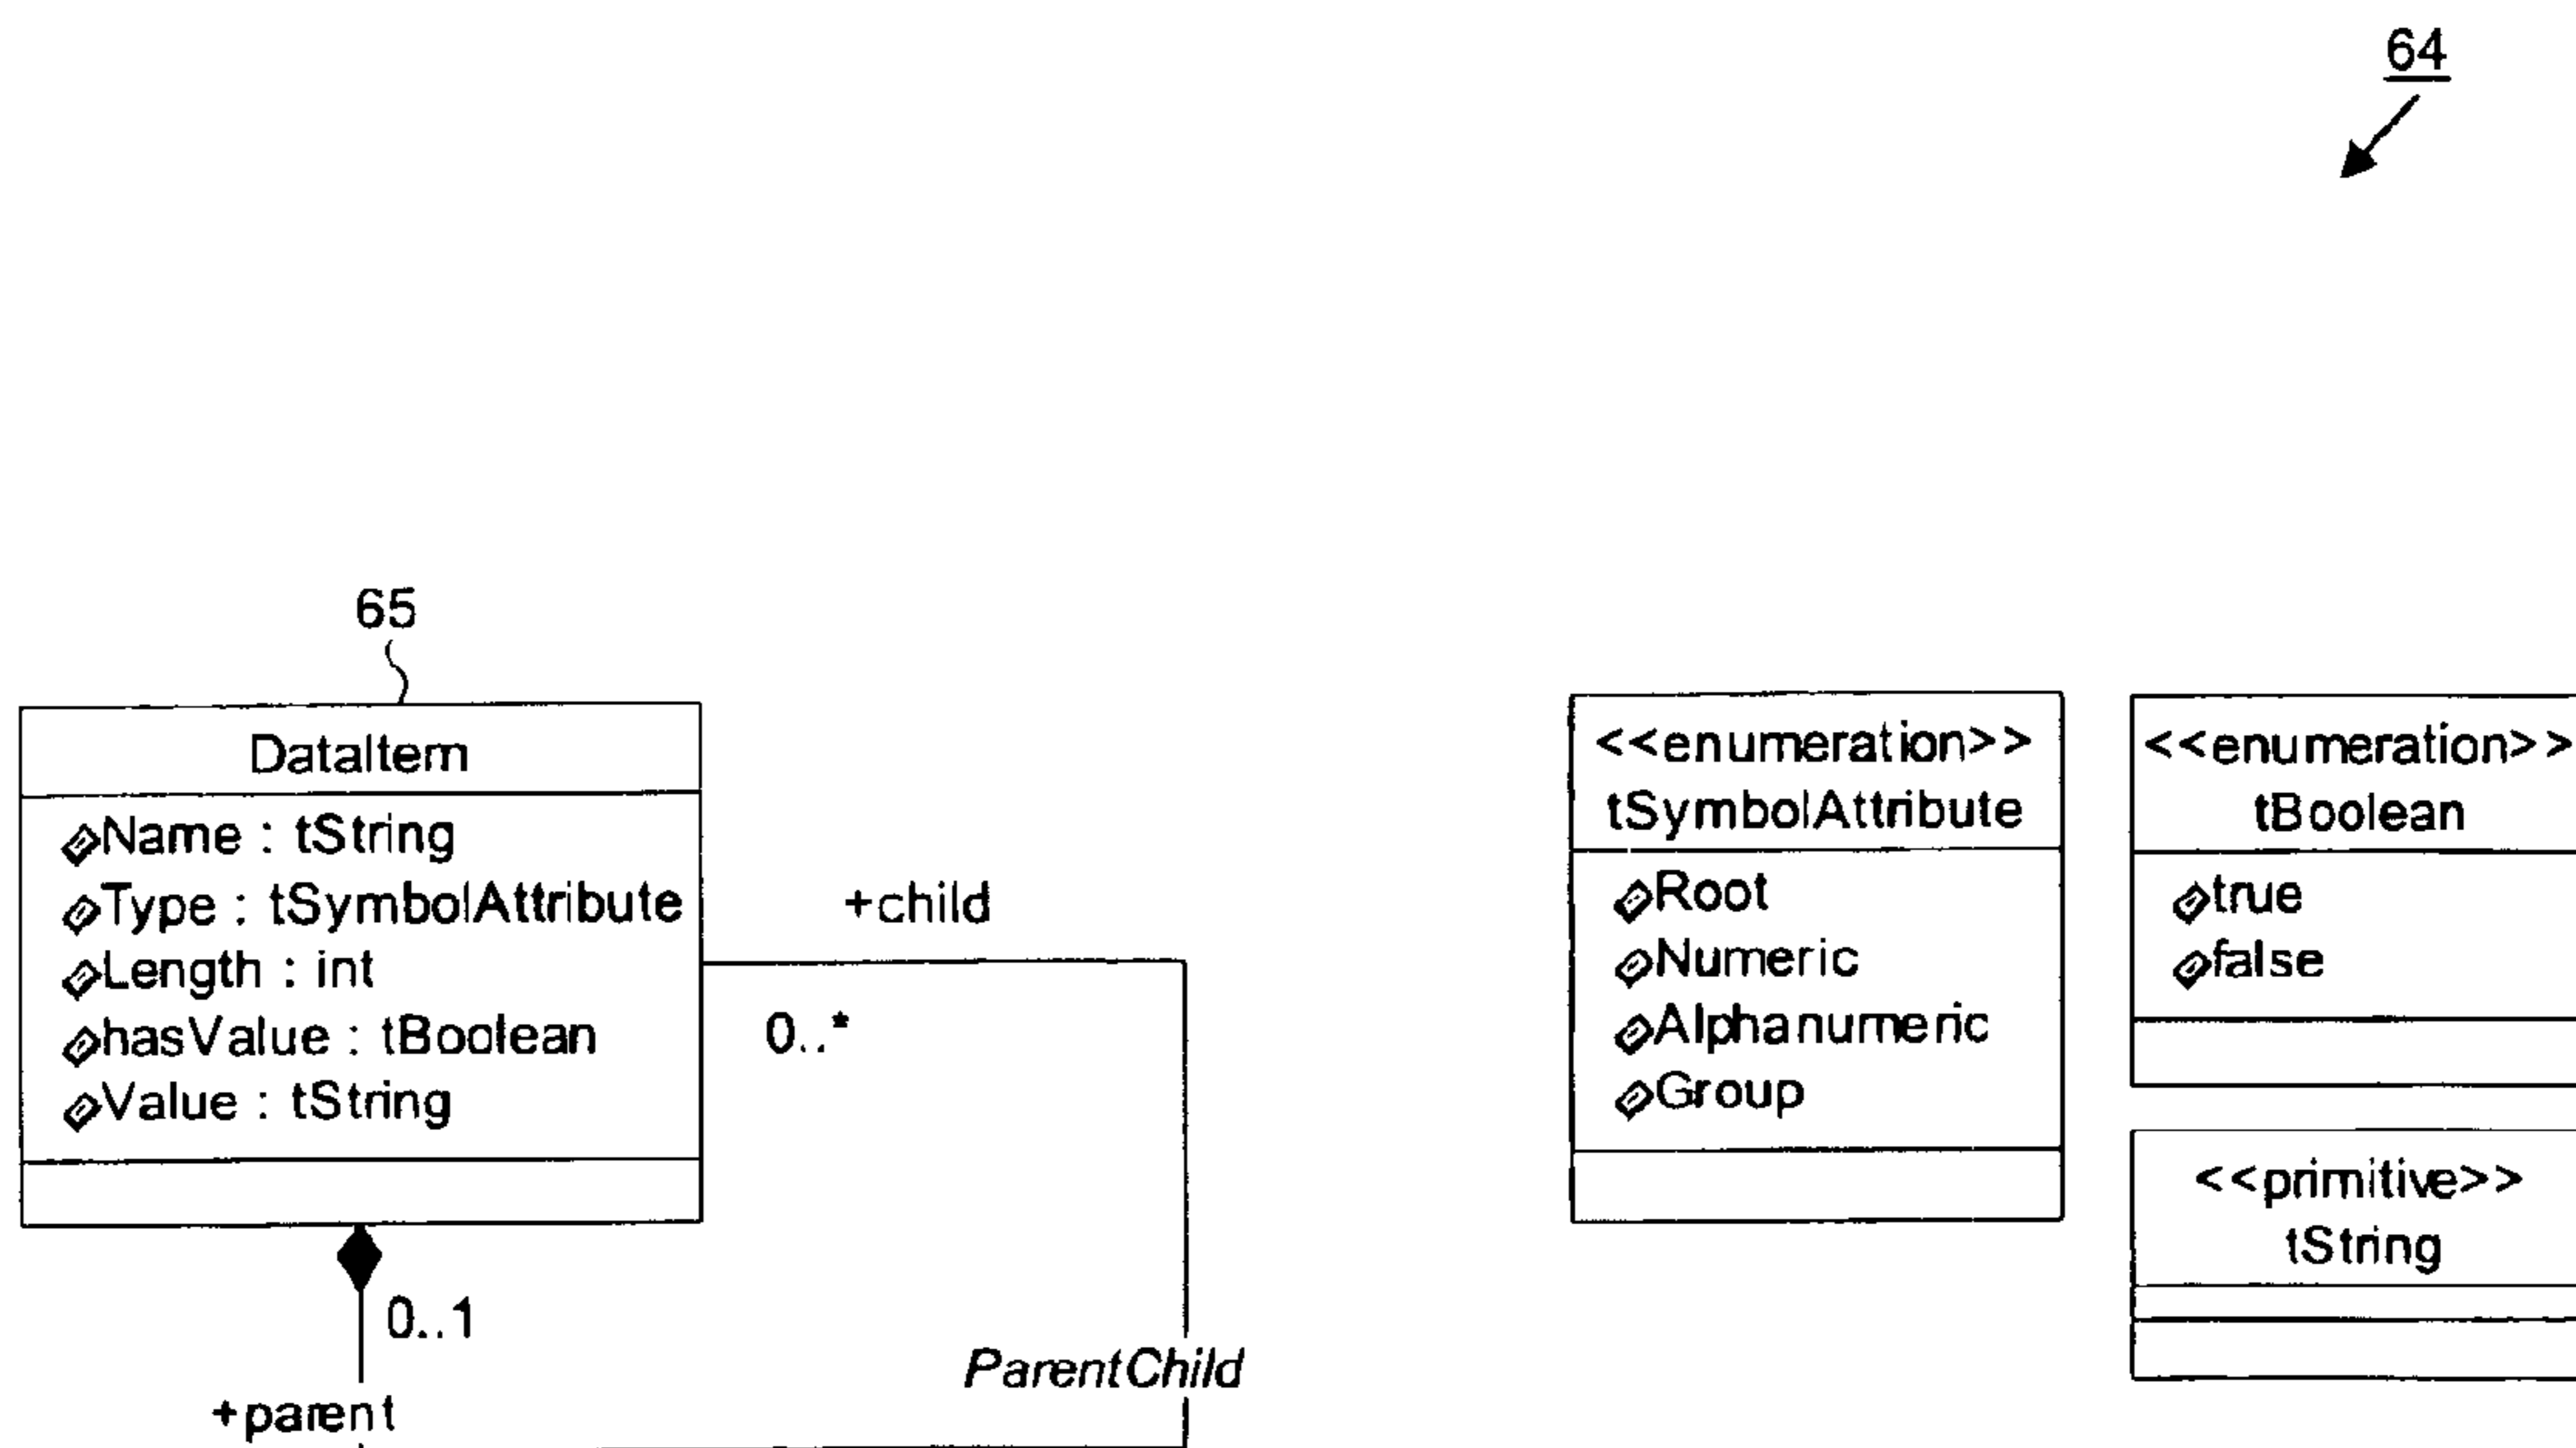 64
65
DataItem
Name : tString
Type : tSymbolAttribute
Length : int
hasValue : tBoolean
Value : tString
+child
0..*
0..1
+parent
ParentChild
<<enumeration>>
tSymbolAttribute
Root
Numeric
Alphanumeric
Group
<<enumeration>>
tBoolean
true
false
<<primitive>>
tString